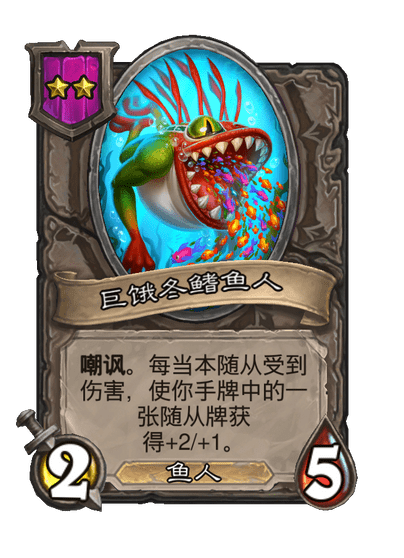 巨饿冬鳍鱼人
嘲讽。每当本随从受到
伤害，使你手牌中的一
张随从牌获
得+2/+1。
2
鱼人
5